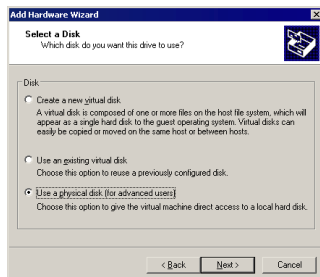 Add Hardware Wizard
Select a Disk
Which disk do you want this drive to use?
Disk
Create a new virtual disk
A virtual disk is composed of one or more files on the host file system, which will
appear as a single hard disk to the guest operating system. Virtual disks can
easily be copied or moved on the same host or between hosts.
Use an existing virtual disk
Choose this option to reuse a previously configured disk.
Use a physical disk (for advanced users)
Choose this option to give the virtual machine direct access to a local hard disk.
< Back
Next >
Cancel